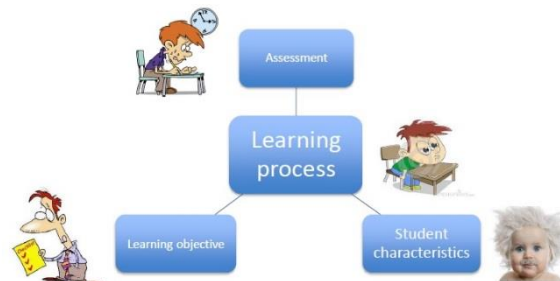 Assessment
Learning
process
Learning objective
Student
characteristics